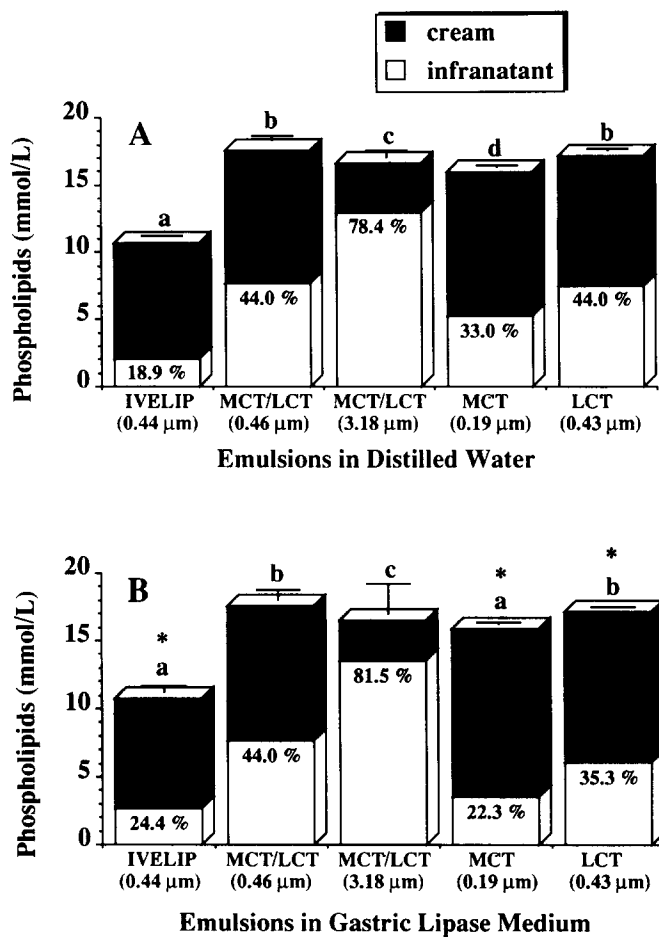 cream
infranatant
A
Phospholipids (mmol/L)
20
15
10
5
0
a
b
c
d
b
18.9 %
44.0 %
78.4 %
33.0 %
44.0 %
IVELIP MCT/LCT MCT/LCT MCT LCT
(0.44 µm) (0.46 µm) (3.18 µm) (0.19 µm) (0.43 µm)
Emulsions in Distilled Water
B
Phospholipids (mmol/L)
20
15
10
5
0
*
a
b
c
*
a
*
b
24.4 %
44.0 %
81.5 %
22.3 %
35.3 %
IVELIP MCT/LCT MCT/LCT MCT LCT
(0.44 µm) (0.46 µm) (3.18 µm) (0.19 µm) (0.43 µm)
Emulsions in Gastric Lipase Medium